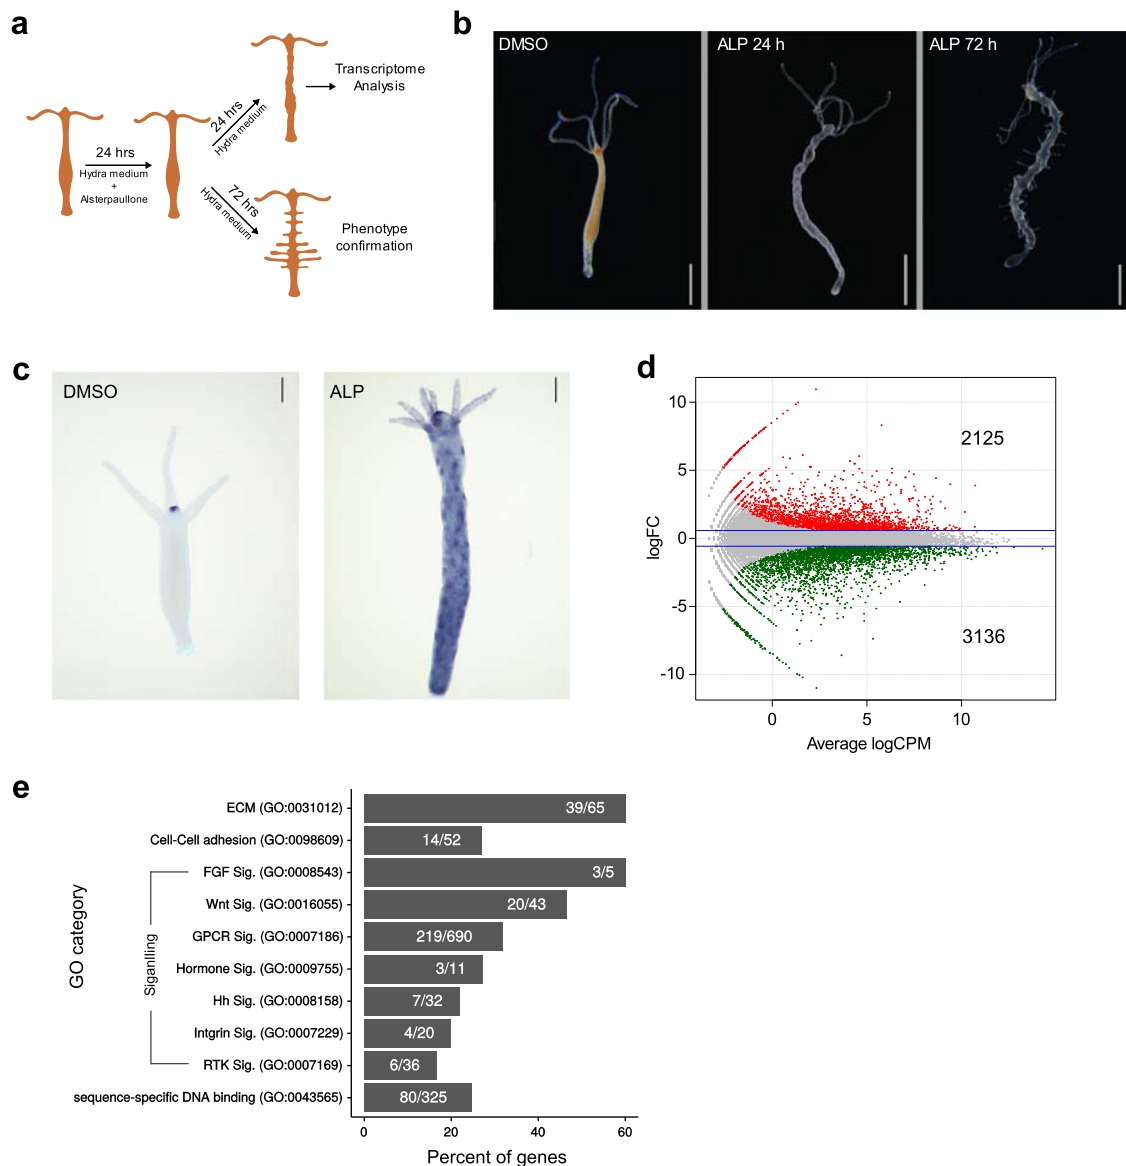 a
24 hrs
Hydra medium
+
Alsterpaullone
24 hrs
Hydra medium
Transcriptome
Analysis
72 hrs
Hydra medium
Phenotype
confirmation
b
DMSO
ALP 24 h
ALP 72 h
c
DMSO
ALP
d
10
5
0
-5
-10
logFC
2125
3136
0
5
10
Average logCPM
e
GO category
Siganlling
ECM (GO:0031012)
39/65
Cell-Cell adhesion (GO:0098609)
14/52
FGF Sig. (GO:0008543)
3/5
Wnt Sig. (GO:0016055)
20/43
GPCR Sig. (GO:0007186)
219/690
Hormone Sig. (GO:0009755)
3/11
Hh Sig. (GO:0008158)
7/32
Intgrin Sig. (GO:0007229)
4/20
RTK Sig. (GO:0007169)
6/36
sequence-specific DNA binding (GO:0043565)
80/325
0
20
40
60
Percent of genes